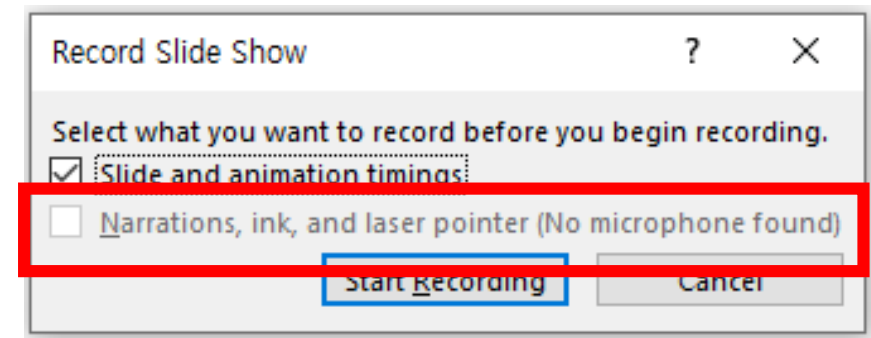 Record Slide Show ?
Select what you want to record before you begin recording.
Slide and animation timings
Narrations, ink, and laser pointer (No microphone found)
Start Recording Cancel